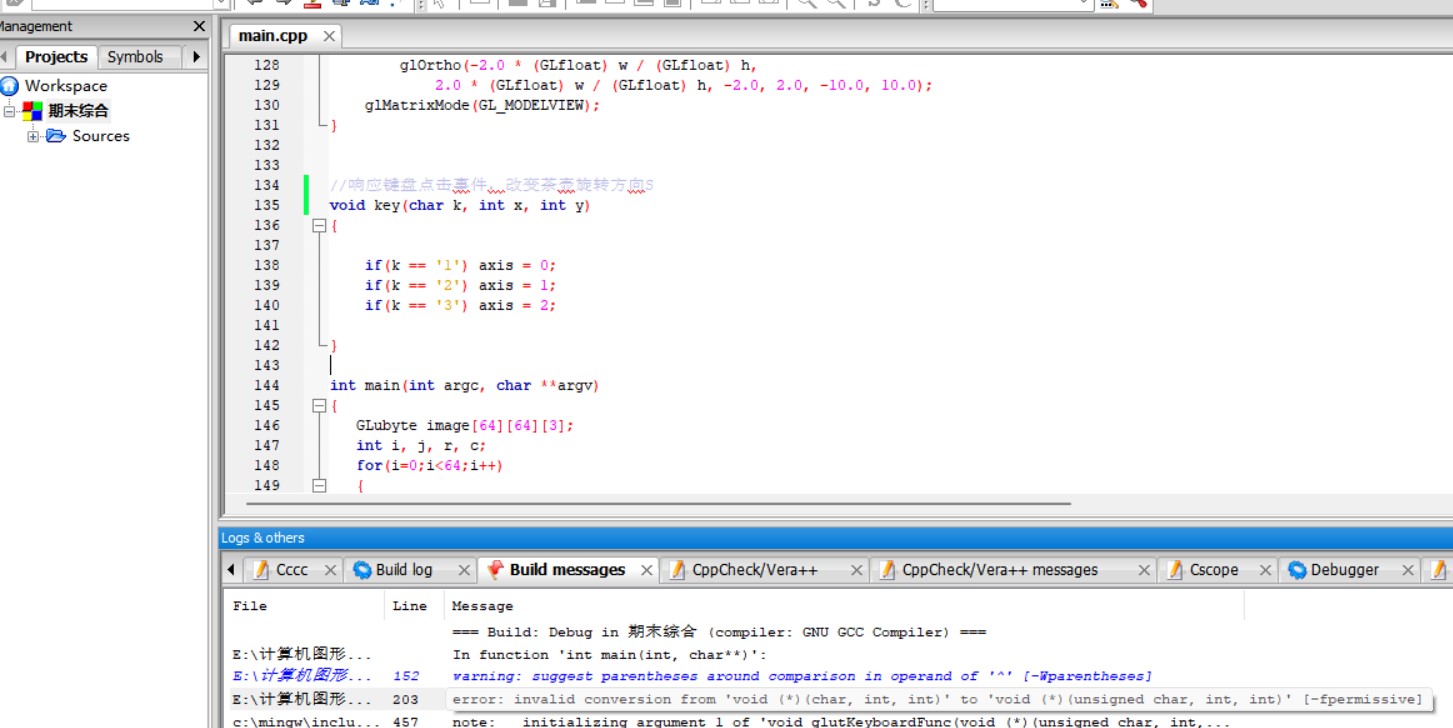 Management
main.cpp
Projects Symbols
Workspace
期末综合
Sources
128 glOrtho(-2.0 * (GLfloat) w / (GLfloat) h,
129 2.0 * (GLfloat) w / (GLfloat) h, -2.0, 2.0, -10.0, 10.0);
130 glMatrixMode(GL_MODELVIEW);
131 }
132
133
134 //响应键盘点击事件，改变茶壶旋转方向S
135 void key(char k, int x, int y)
136 {
137
138 if(k == '1') axis = 0;
139 if(k == '2') axis = 1;
140 if(k == '3') axis = 2;
141
142 }
143
144 int main(int argc, char **argv)
145 {
146 GLubyte image[64][64][3];
147 int i, j, r, c;
148 for(i=0;i<64;i++)
149 {
Logs & others
Cccc Build log Build messages CppCheck/Vera++ CppCheck/Vera++ messages Cscope Debugger
File Line Message
=== Build: Debug in 期末综合 (compiler: GNU GCC Compiler) ===
E:\计算机图形... In function 'int main(int, char**)':
E:\计算机图形... 152 warning: suggest parentheses around comparison in operand of '^' [-Wparentheses]
E:\计算机图形... 203 error: invalid conversion from 'void (*)(char, int, int)' to 'void (*)(unsigned char, int, int)' [-fpermissive]
c:\mingw\inclu... 457 note: initializing argument 1 of 'void glutKeyboardFunc(void (*)(unsigned char, int,...